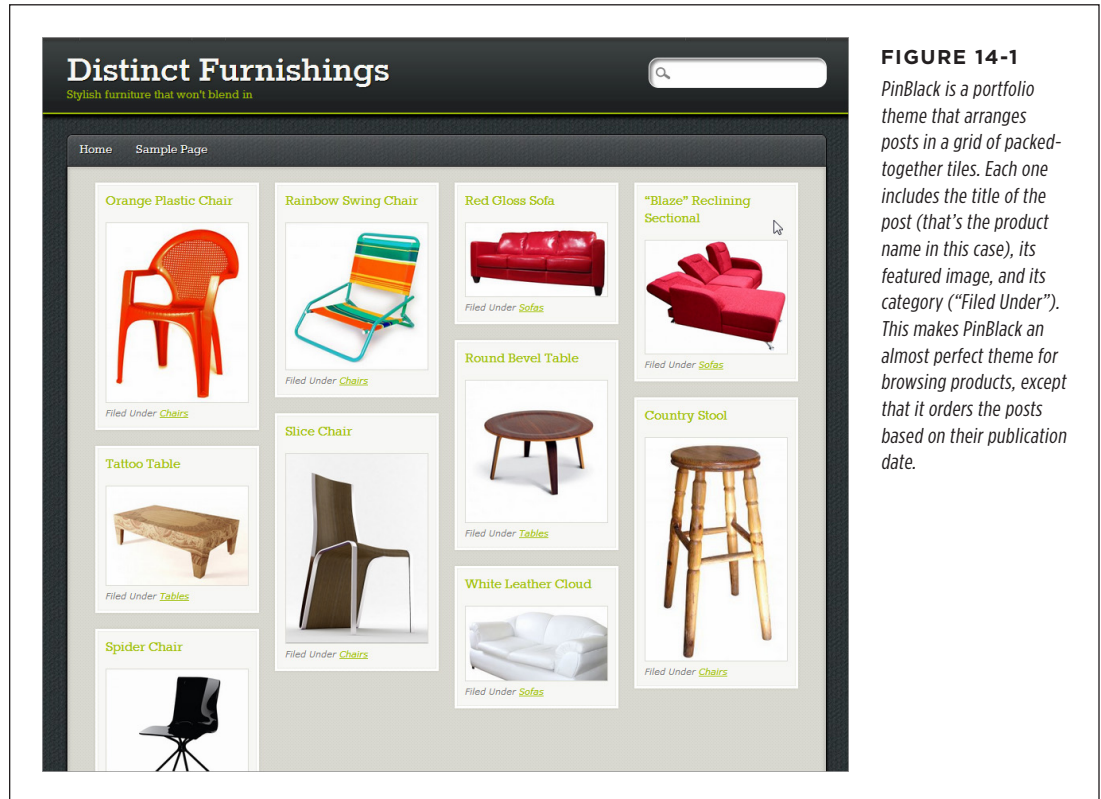 Distinct Furnishings
Stylish furniture that won't blend in
Home Sample Page
Orange Plastic Chair
Filed Under Chairs
Tattoo Table
Filed Under Tables
Spider Chair
Rainbow Swing Chair
Filed Under Chairs
Slice Chair
Filed Under Chairs
Red Gloss Sofa
Filed Under Sofas
Round Bevel Table
Filed Under Tables
White Leather Cloud
Filed Under Sofas
“Blaze” Reclining
Sectional
Filed Under Sofas
Country Stool
Filed Under Chairs
FIGURE 14-1
PinBlack is a portfolio
theme that arranges
posts in a grid of packed-
together tiles. Each one
includes the title of the
post (that’s the product
name in this case), its
featured image, and its
category (“Filed Under”).
This makes PinBlack an
almost perfect theme for
browsing products, except
that it orders the posts
based on their publication
date.